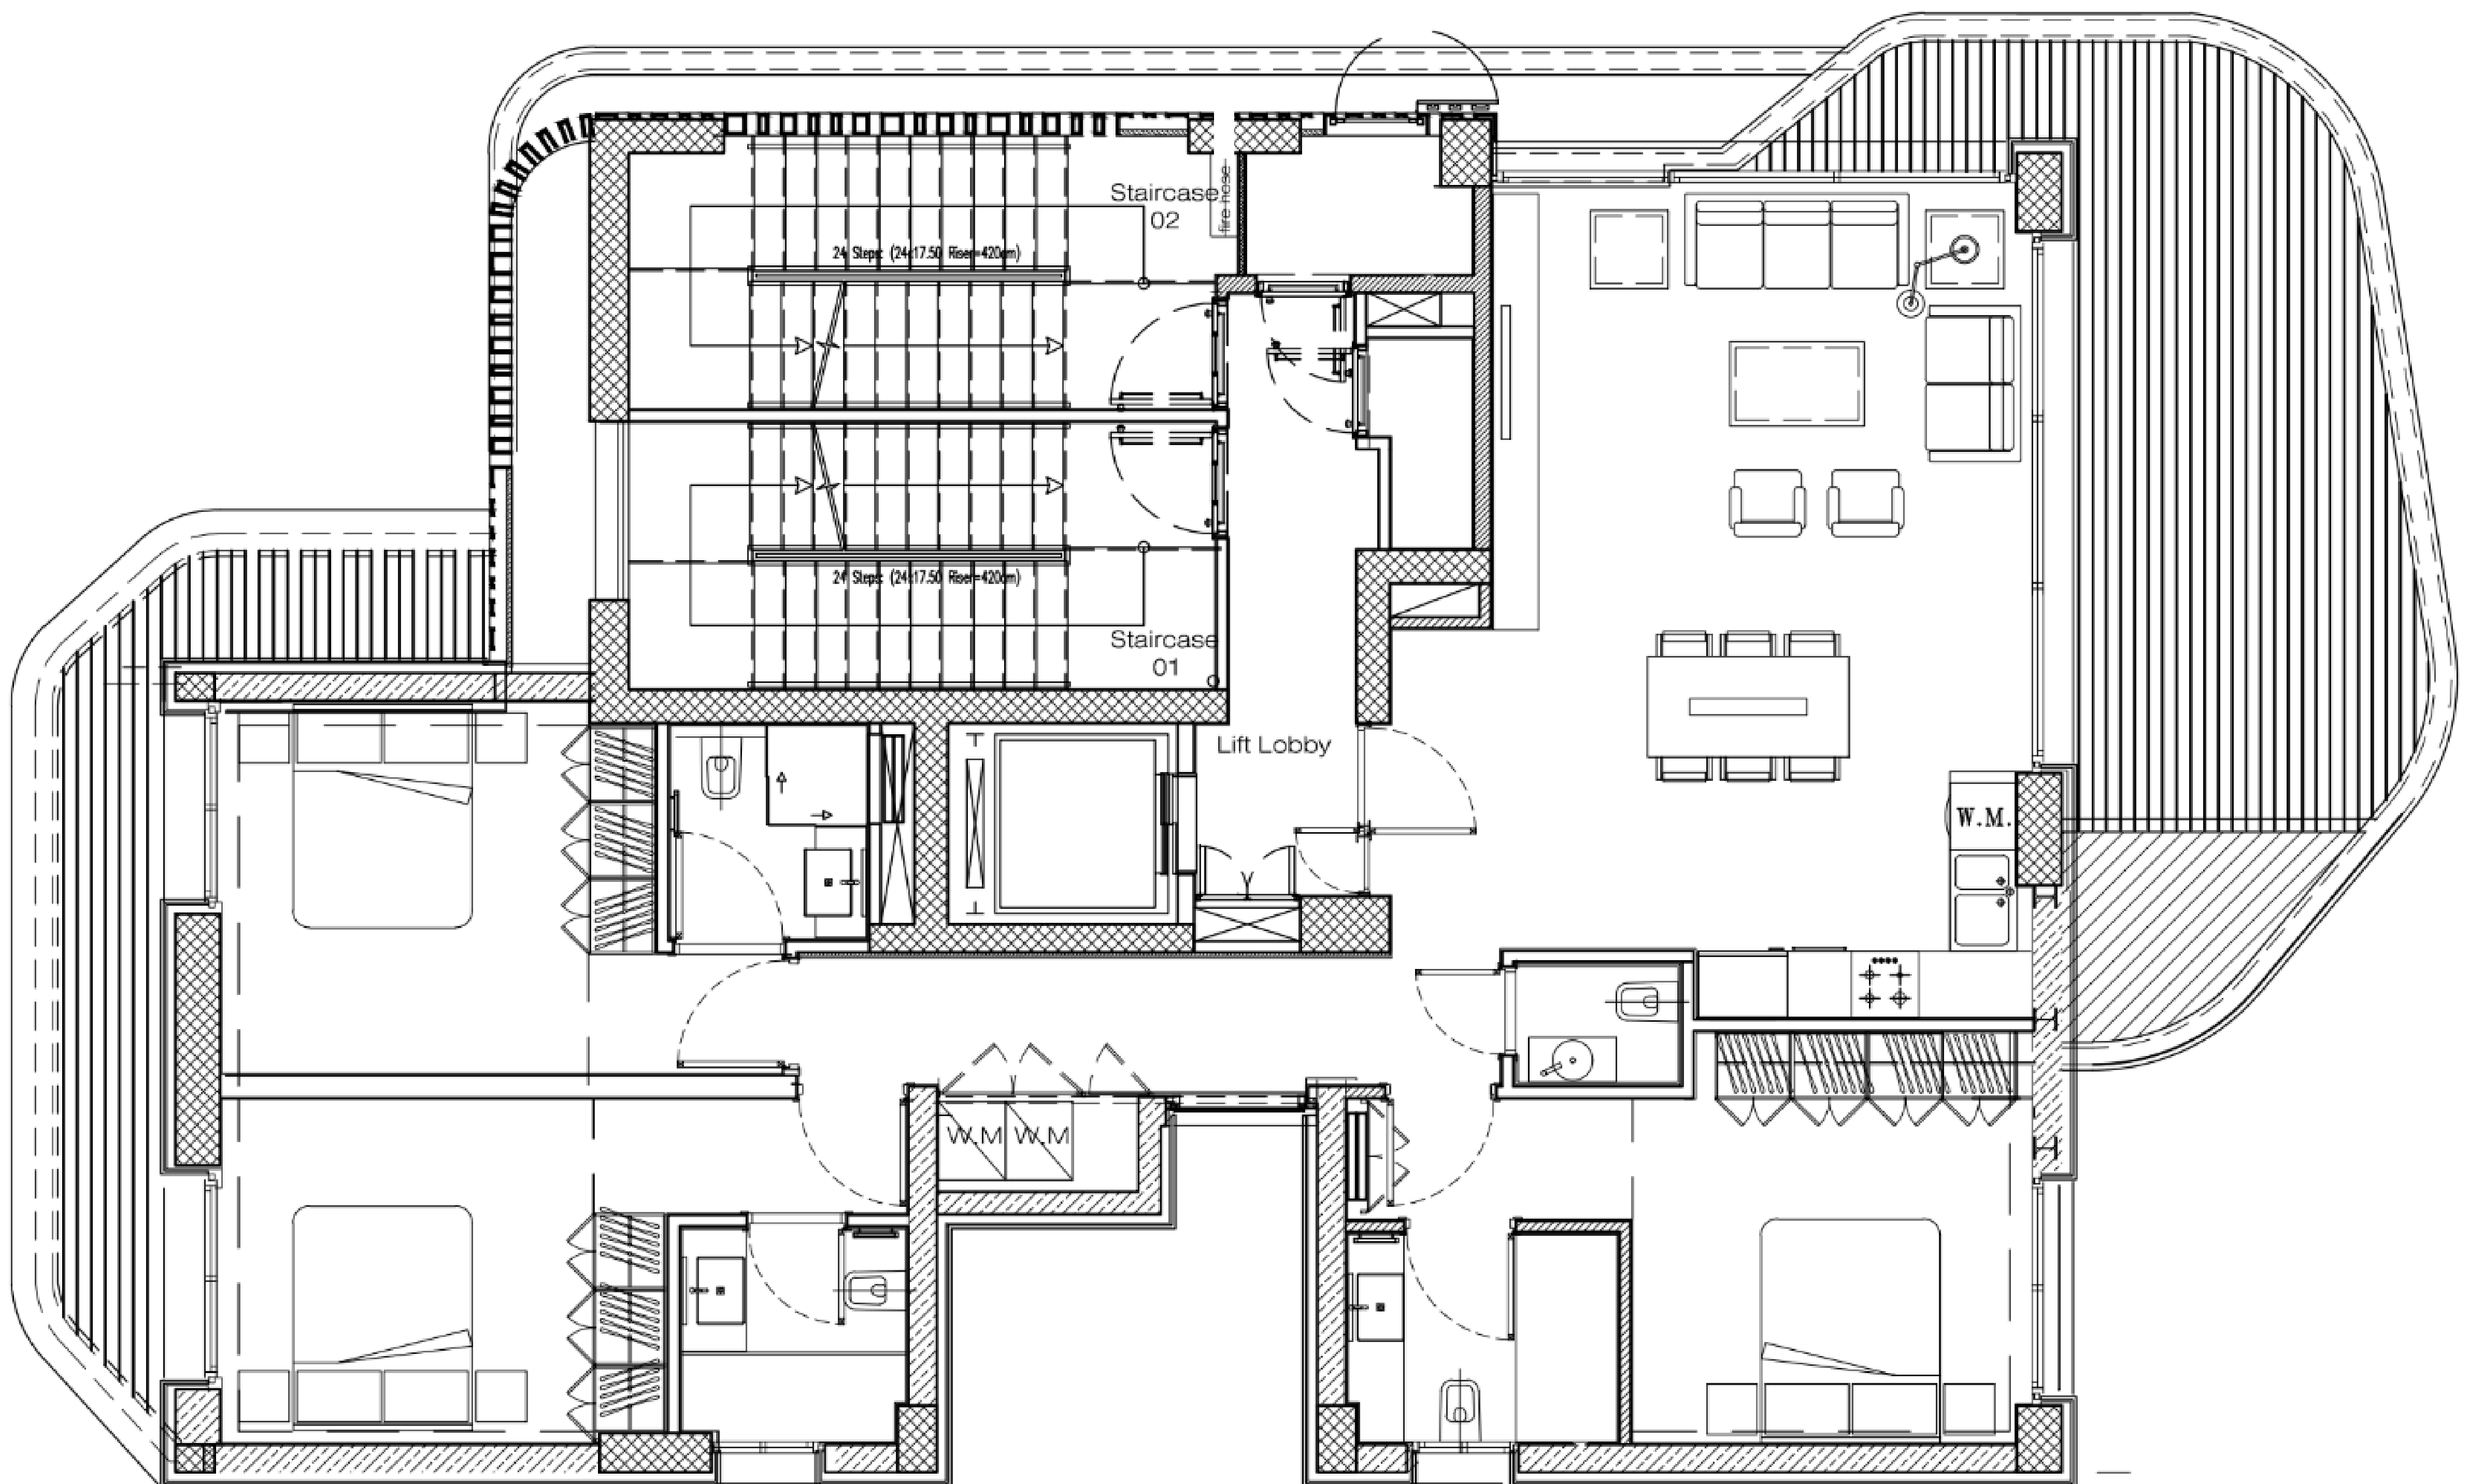 Staircase
02
fire hose
24 Steps (24x17.50 Riser=420cm)
24 Steps (24x17.50 Riser=420cm)
Staircase
01
Lift Lobby
W.M.
W.M W.M